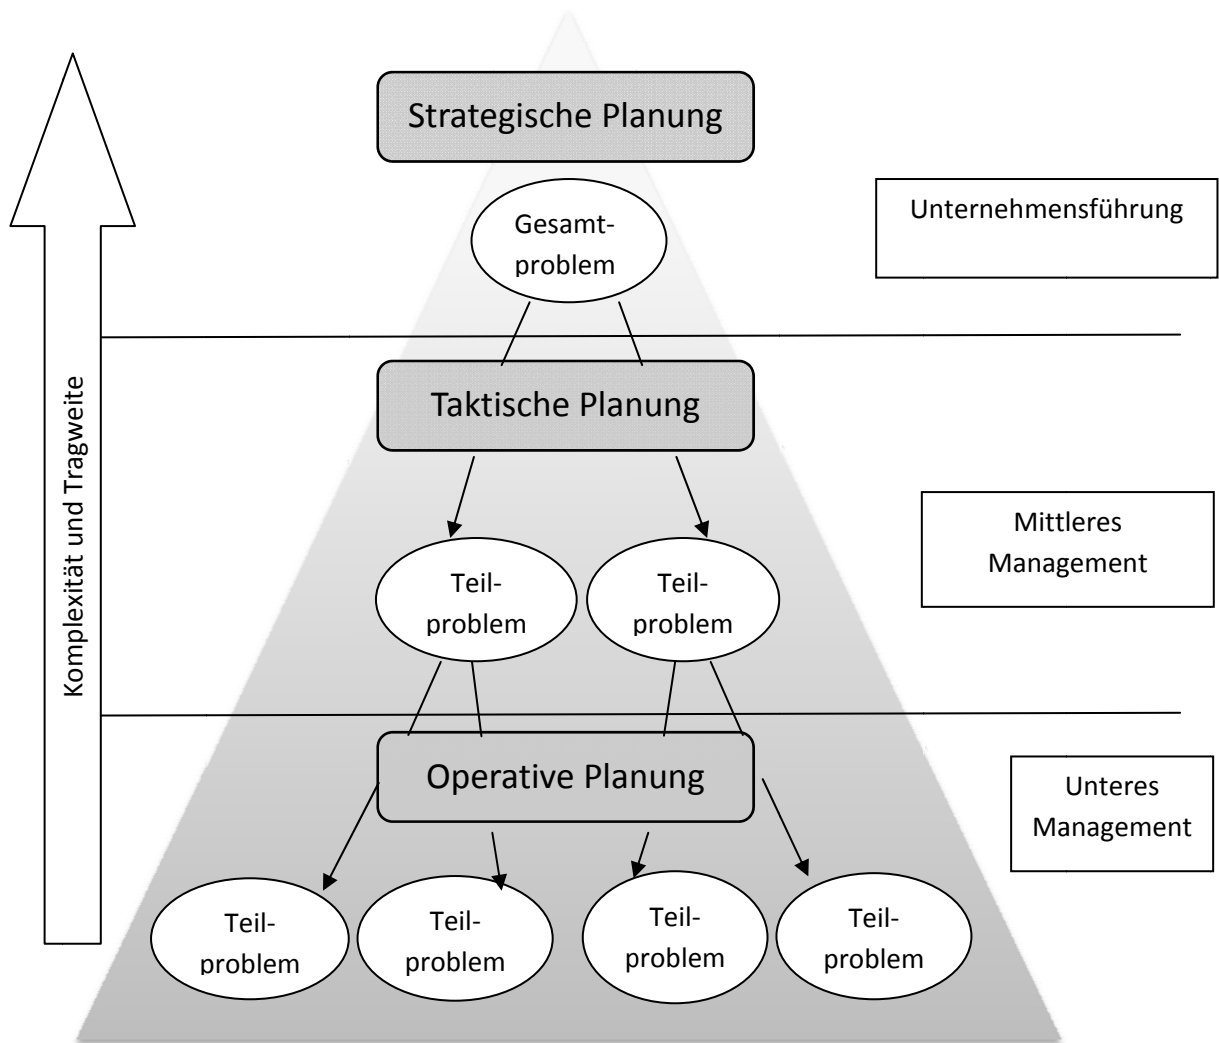 Strategische Planung
Gesamt-
problem
Unternehmensführung
Komplexität und Tragweite
Taktische Planung
Mittleres
Management
Teil-
problem
Teil-
problem
Operative Planung
Unteres
Management
Teil-
problem
Teil-
problem
Teil-
problem
Teil-
problem